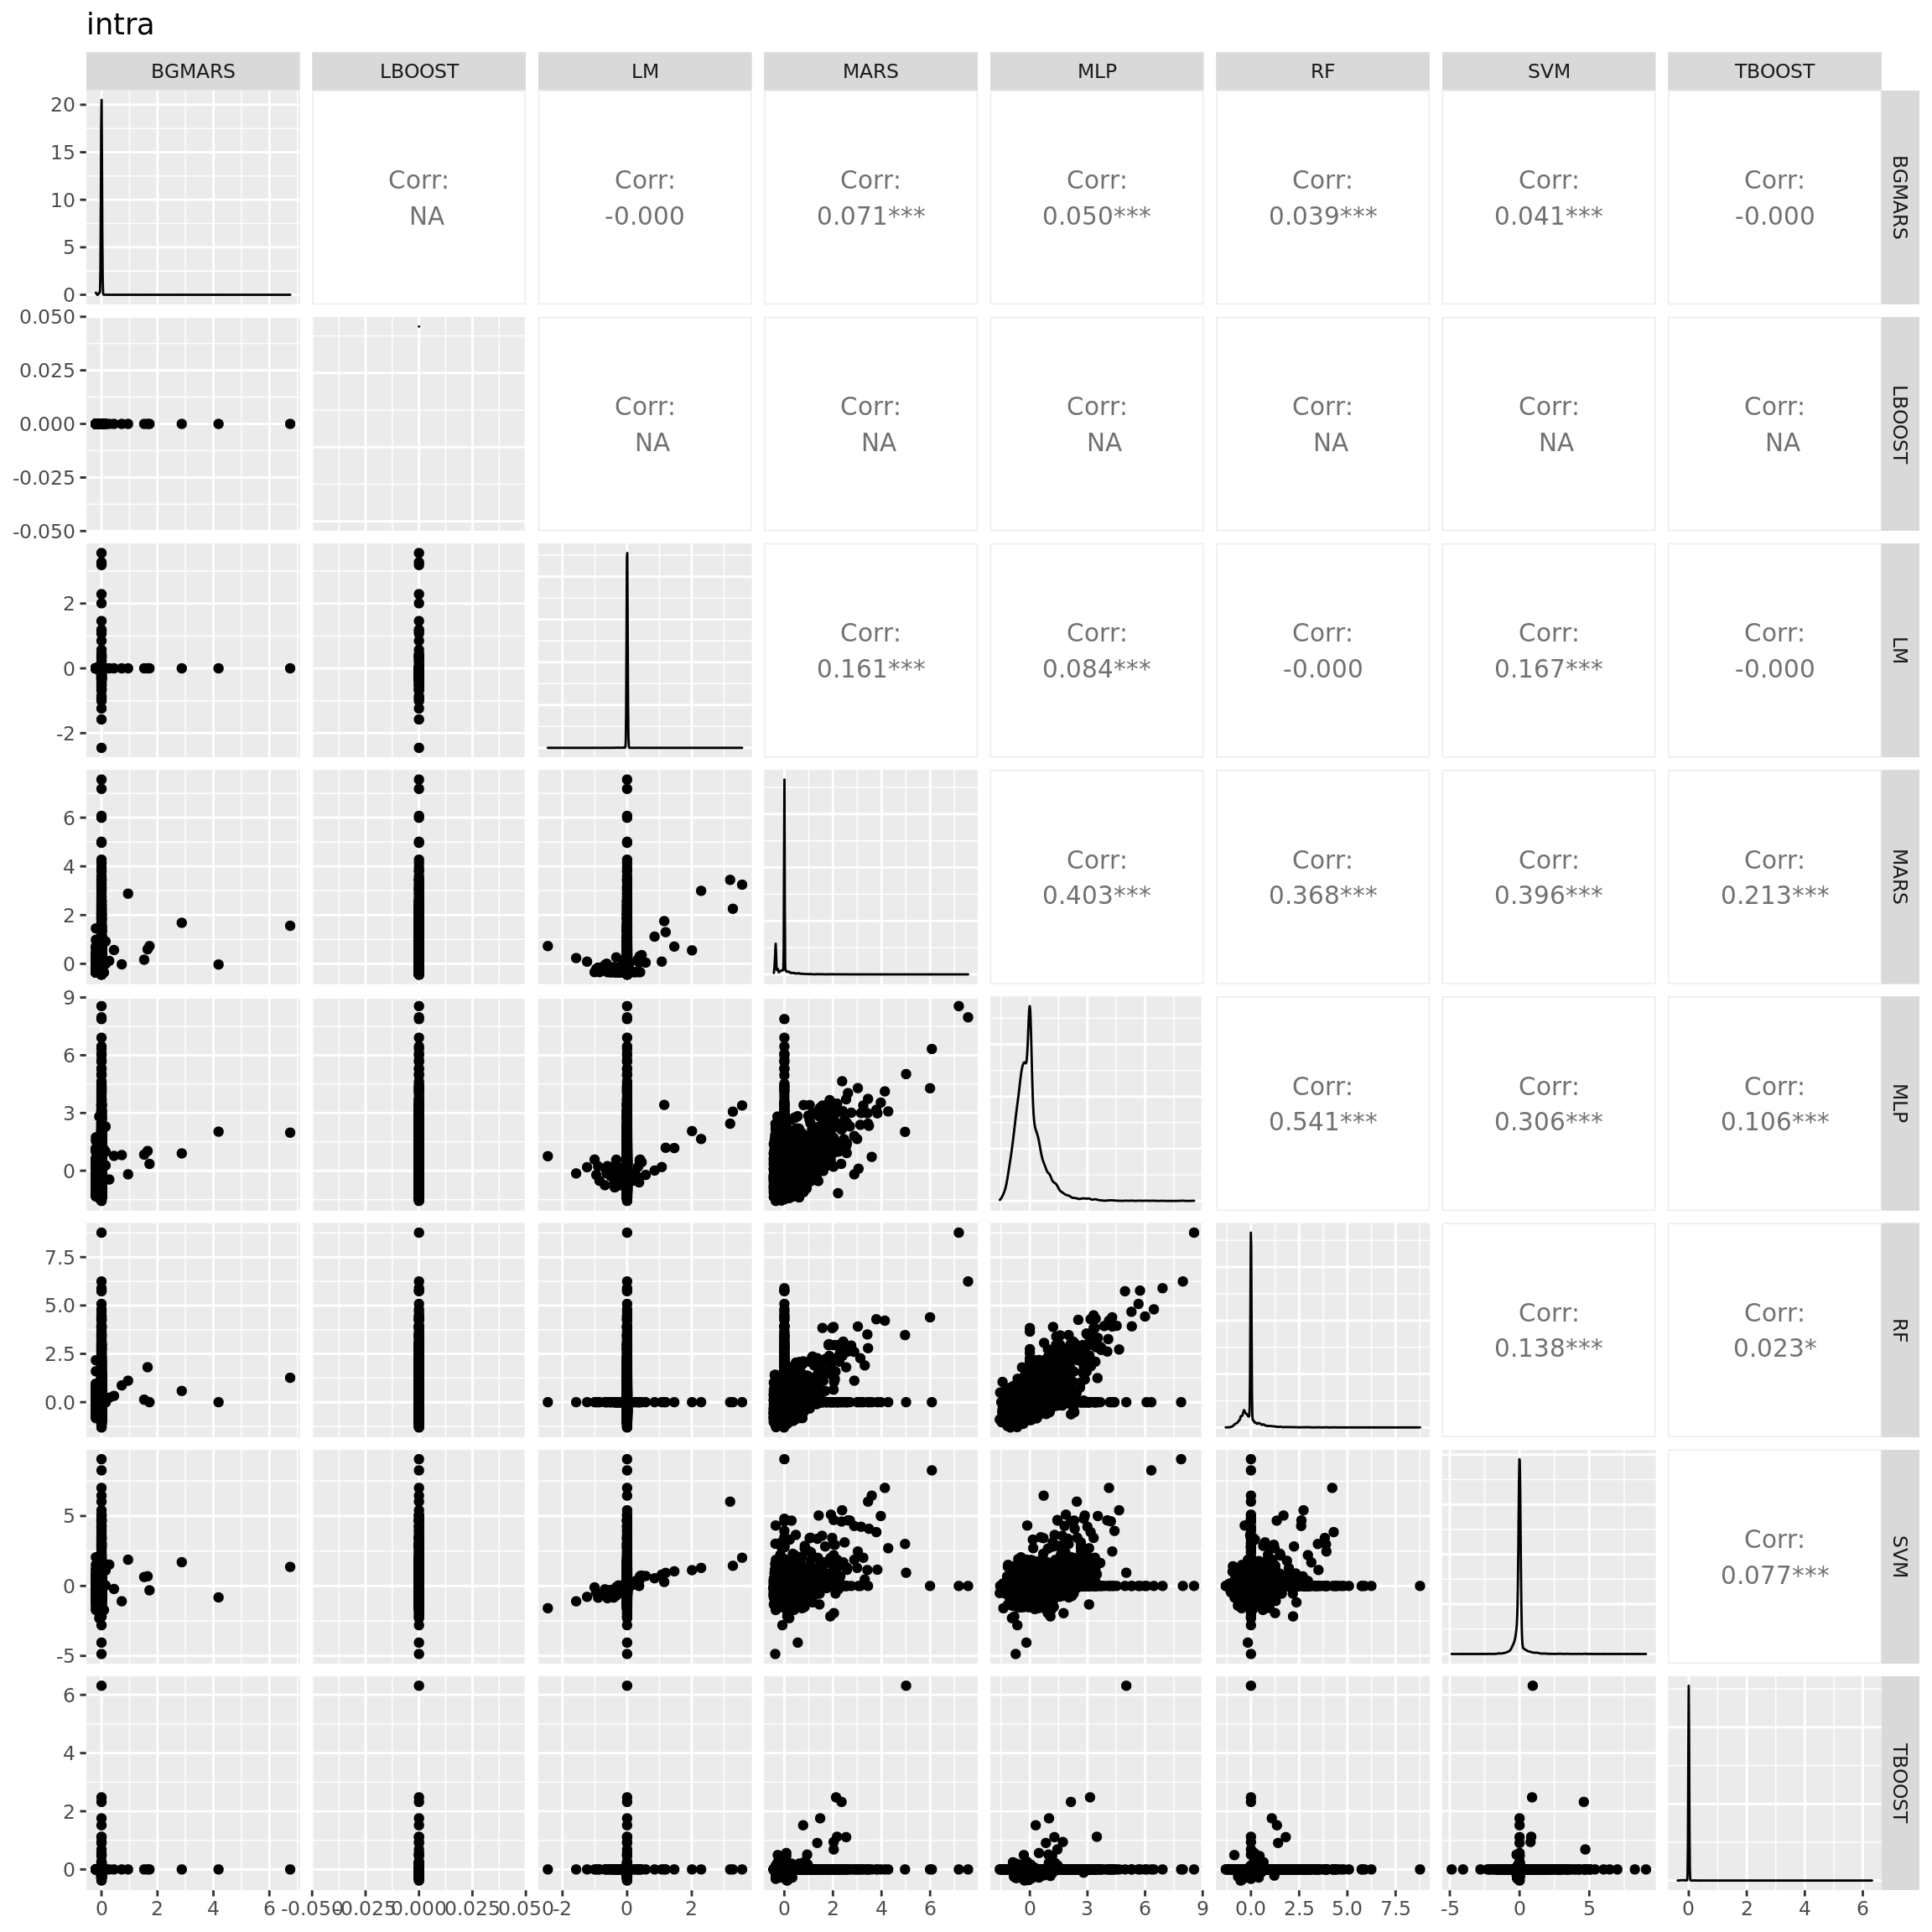 intra
BGMARS LBOOST LM MARS MLP RF SVM TBOOST
20
15
10
5
0
Corr: Corr: Corr: Corr: Corr: Corr: Corr:
NA -0.000 0.071*** 0.050*** 0.039*** 0.041*** -0.000
BGMARS
0.050
0.025
0.000
-0.025
-0.050
Corr: Corr: Corr: Corr: Corr: Corr:
NA NA NA NA NA NA
LBOOST
2
0
-2
Corr: Corr: Corr: Corr: Corr:
0.161*** 0.084*** -0.000 0.167*** -0.000
LM
6
4
2
0
Corr: Corr: Corr: Corr:
0.403*** 0.368*** 0.396*** 0.213***
MARS
9
6
3
0
Corr: Corr: Corr:
0.541*** 0.306*** 0.106***
MLP
7.5
5.0
2.5
0.0
Corr: Corr:
0.138*** 0.023*
RF
5
0
-5
Corr:
0.077***
SVM
6
4
2
0
TBOOST
0 2 4 6 -0.050 -0.025 0.000 0.025 0.050 -2 0 2 0 2 4 6 0 3 6 9 0.0 2.5 5.0 7.5 -5 0 5 0 2 4 6